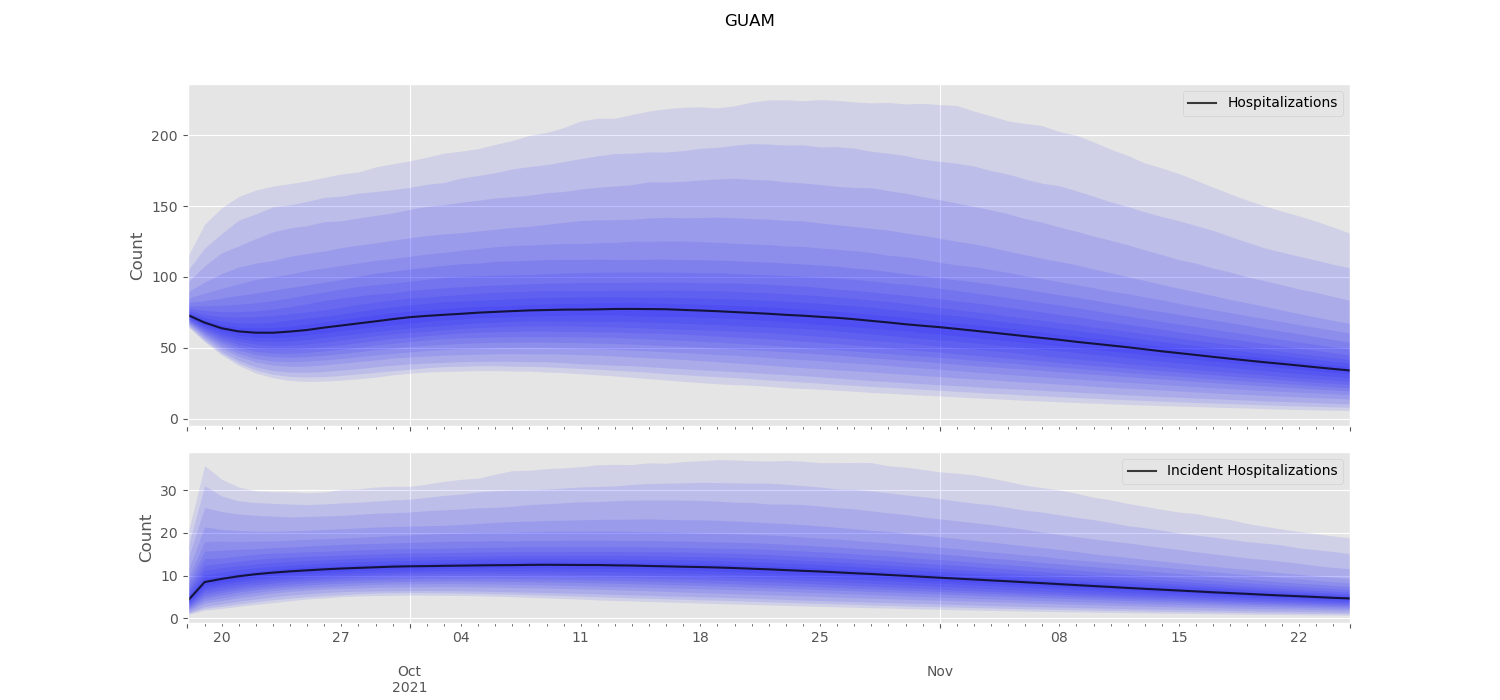 GUAM
Hospitalizations
200
150
100
50
0
Count
Incident Hospitalizations
30
20
10
0
Count
20 27 04 11 18 25 08 15 22
Oct Nov
2021